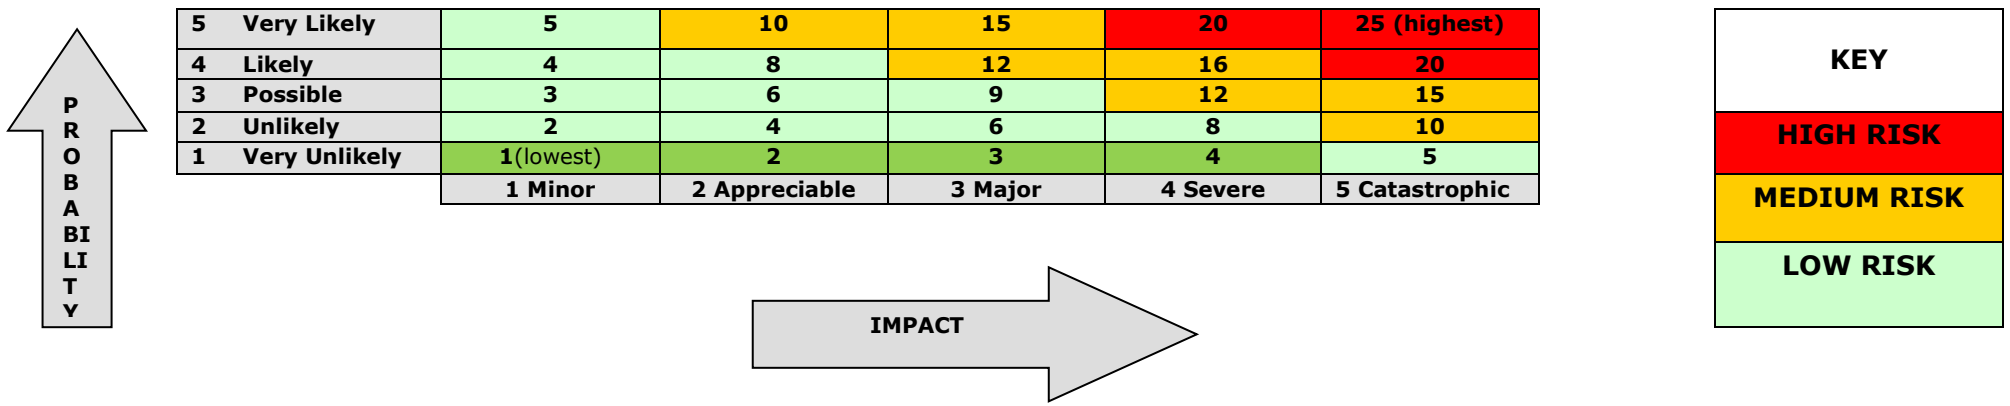 5 Very Likely 5 10 15 20 25 (highest)
4 Likely 4 8 12 16 20
3 Possible 3 6 9 12 15
2 Unlikely 2 4 6 8 10
1 Very Unlikely 1(lowest) 2 3 4 5
1 Minor 2 Appreciable 3 Major 4 Severe 5 Catastrophic
P
R
O
B
A
BI
LI
T
Y
IMPACT
KEY
HIGH RISK
MEDIUM RISK
LOW RISK